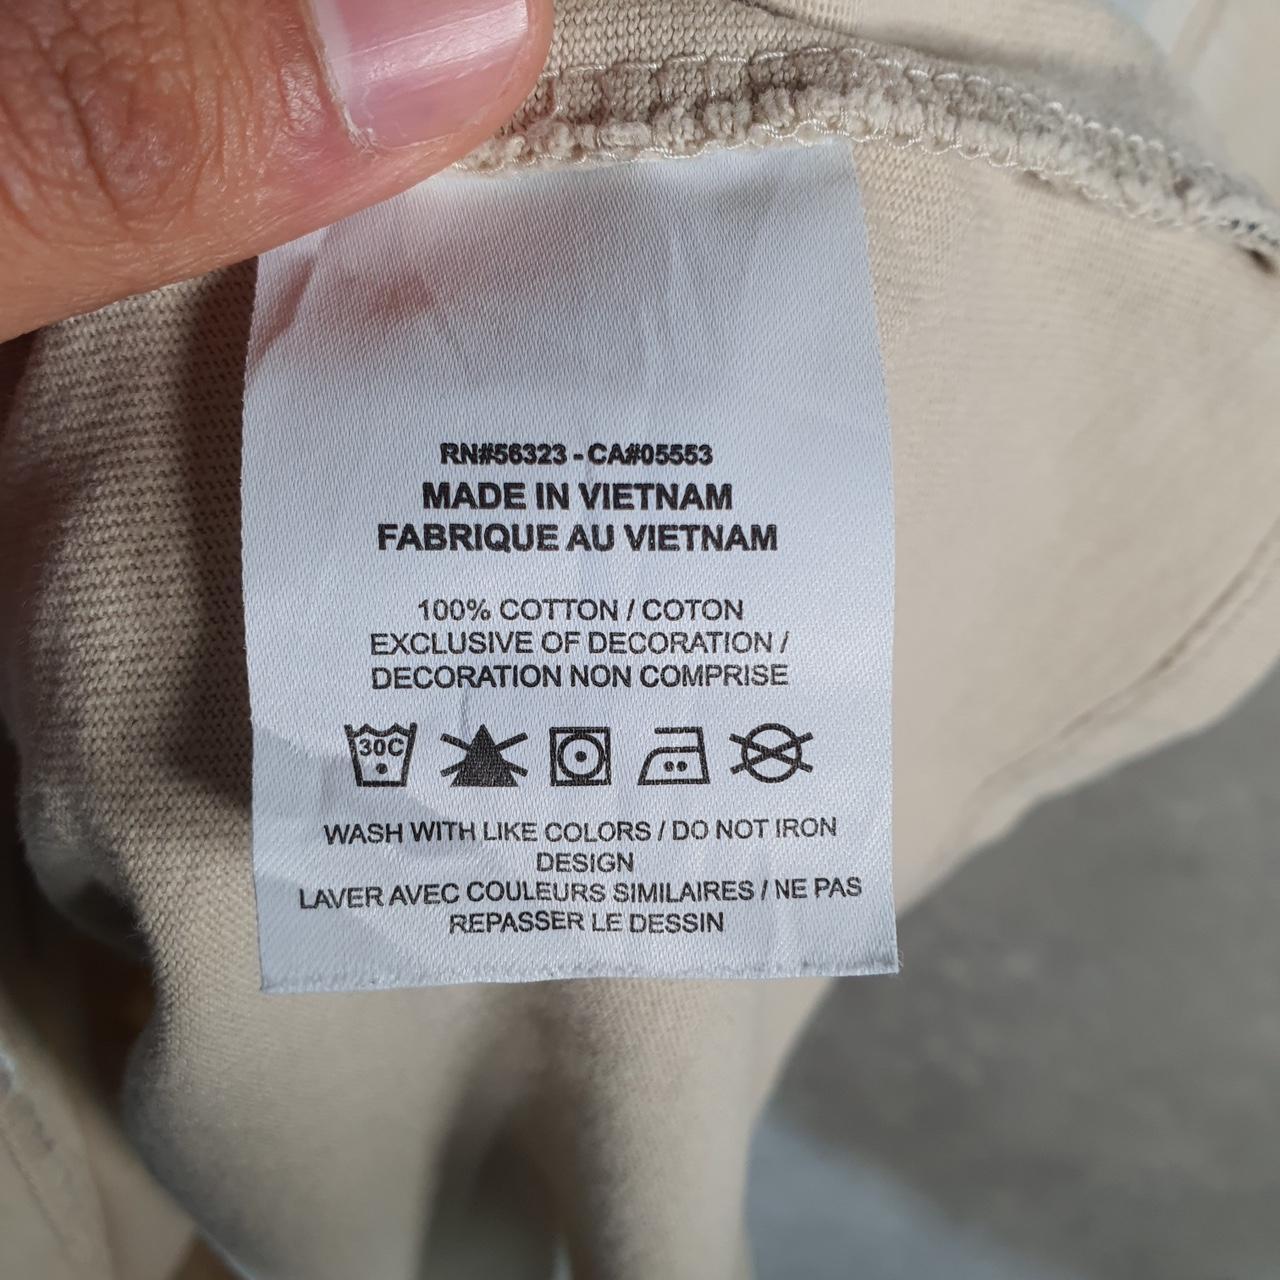 RN#56323 - CA#05553
MADE IN VIETNAM
FABRIQUE AU VIETNAM
100% COTTON / COTON
EXCLUSIVE OF DECORATION /
DECORATION NON COMPRISE
30C
WASH WITH LIKE COLORS / DO NOT IRON
DESIGN
LAVER AVEC COULEURS SIMILAIRES / NE PAS
REPASSER LE DESSIN